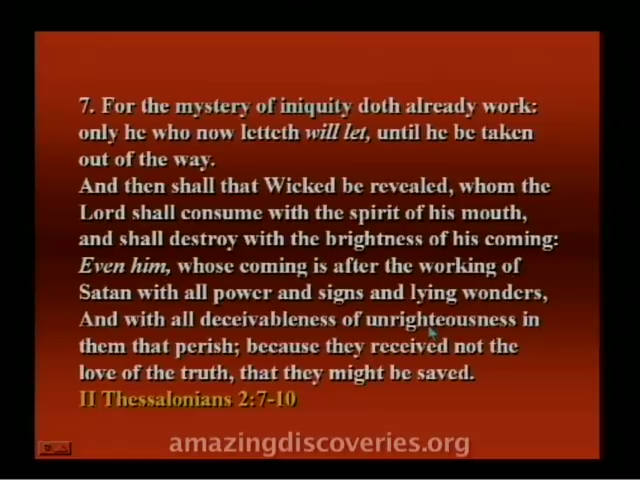 7. For the mystery of iniquity doth already work:
only he who now letteth will let, until he be taken
out of the way.
And then shall that Wicked be revealed, whom the
Lord shall consume with the spirit of his mouth,
and shall destroy with the brightness of his coming:
Even him, whose coming is after the working of
Satan with all power and signs and lying wonders,
And with all deceivableness of unrighteousness in
them that perish; because they received not the
love of the truth, that they might be saved.
II Thessalonians 2:7-10
amazingdiscoveries.org